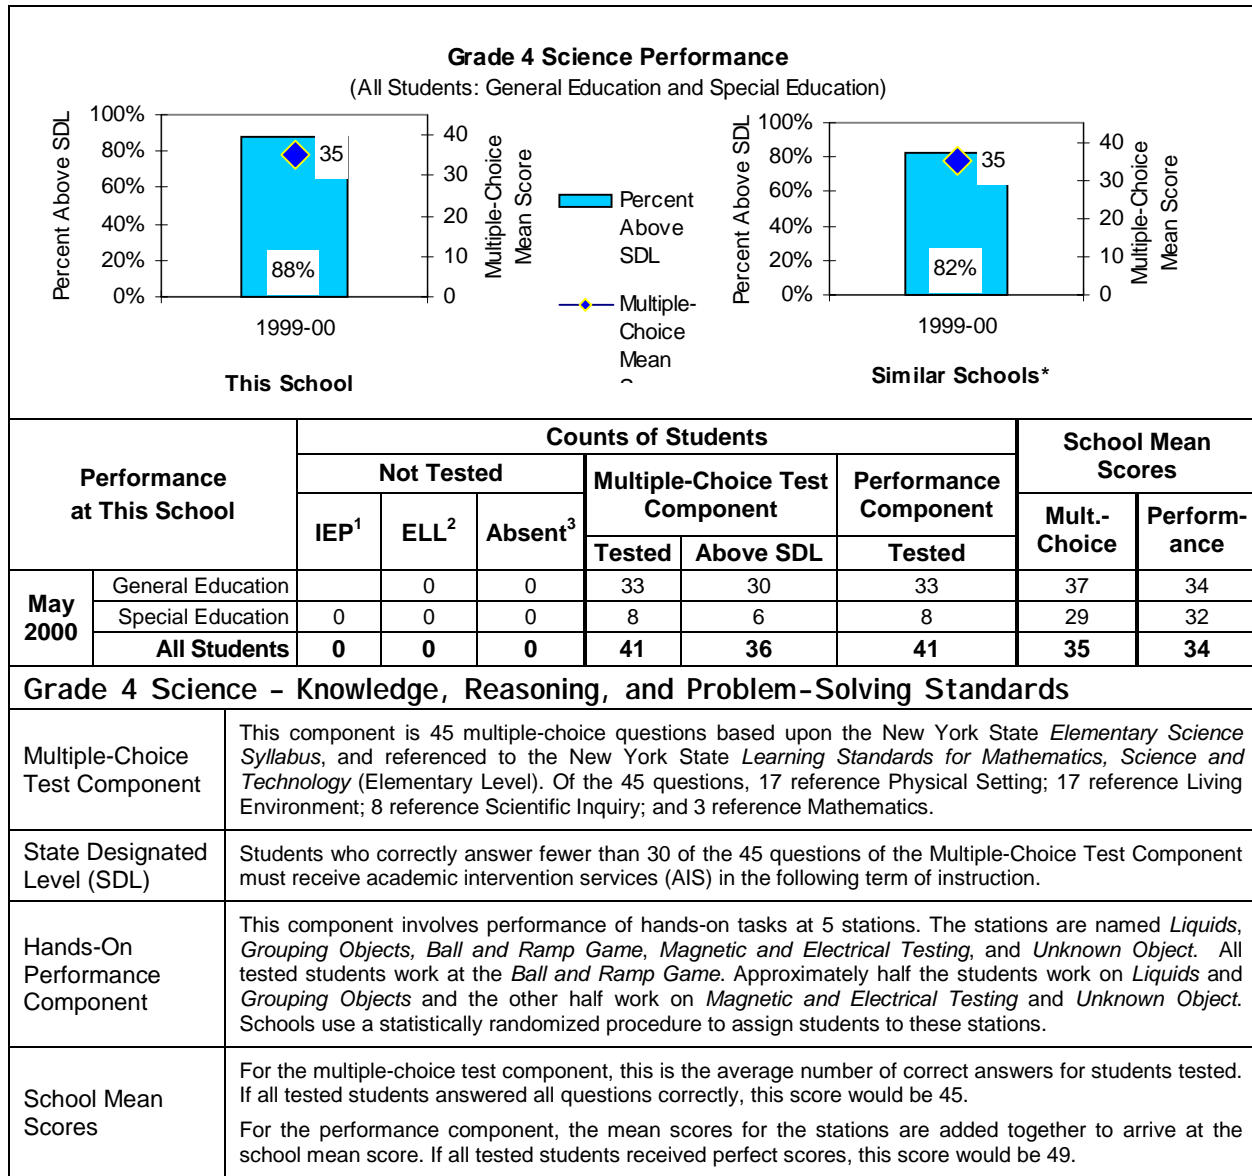 Grade 4 Science Performance
(All Students: General Education and Special Education)
Percent Above SDL
100%
80%
60%
40%
20%
0%
35
88%
1999-00
40
30
20
10
0
Multiple-Choice
Mean Score
This School
Percent
Above
SDL
Multiple-
Choice
Mean
Percent Above SDL
100%
80%
60%
40%
20%
0%
35
82%
1999-00
40
30
20
10
0
Multiple-Choice
Mean Score
Similar Schools*
Performance
at This School
Counts of Students
School Mean
Scores
Not Tested
Multiple-Choice Test
Component
Performance
Component
IEP1 ELL2 Absent3
Tested Above SDL Tested
Mult.-
Choice
Perform-
ance
May
2000
General Education 0 0 33 30 33 37 34
Special Education 0 0 0 8 6 8 29 32
All Students 0 0 0 41 36 41 35 34
Grade 4 Science – Knowledge, Reasoning, and Problem-Solving Standards
Multiple-Choice
Test Component
This component is 45 multiple-choice questions based upon the New York State Elementary Science
Syllabus, and referenced to the New York State Learning Standards for Mathematics, Science and
Technology (Elementary Level). Of the 45 questions, 17 reference Physical Setting; 17 reference Living
Environment; 8 reference Scientific Inquiry; and 3 reference Mathematics.
State Designated
Level (SDL)
Students who correctly answer fewer than 30 of the 45 questions of the Multiple-Choice Test Component
must receive academic intervention services (AIS) in the following term of instruction.
Hands-On
Performance
Component
This component involves performance of hands-on tasks at 5 stations. The stations are named Liquids,
Grouping Objects, Ball and Ramp Game, Magnetic and Electrical Testing, and Unknown Object. All
tested students work at the Ball and Ramp Game. Approximately half the students work on Liquids and
Grouping Objects and the other half work on Magnetic and Electrical Testing and Unknown Object.
Schools use a statistically randomized procedure to assign students to these stations.
School Mean
Scores
For the multiple-choice test component, this is the average number of correct answers for students tested.
If all tested students answered all questions correctly, this score would be 45.
For the performance component, the mean scores for the stations are added together to arrive at the
school mean score. If all tested students received perfect scores, this score would be 49.